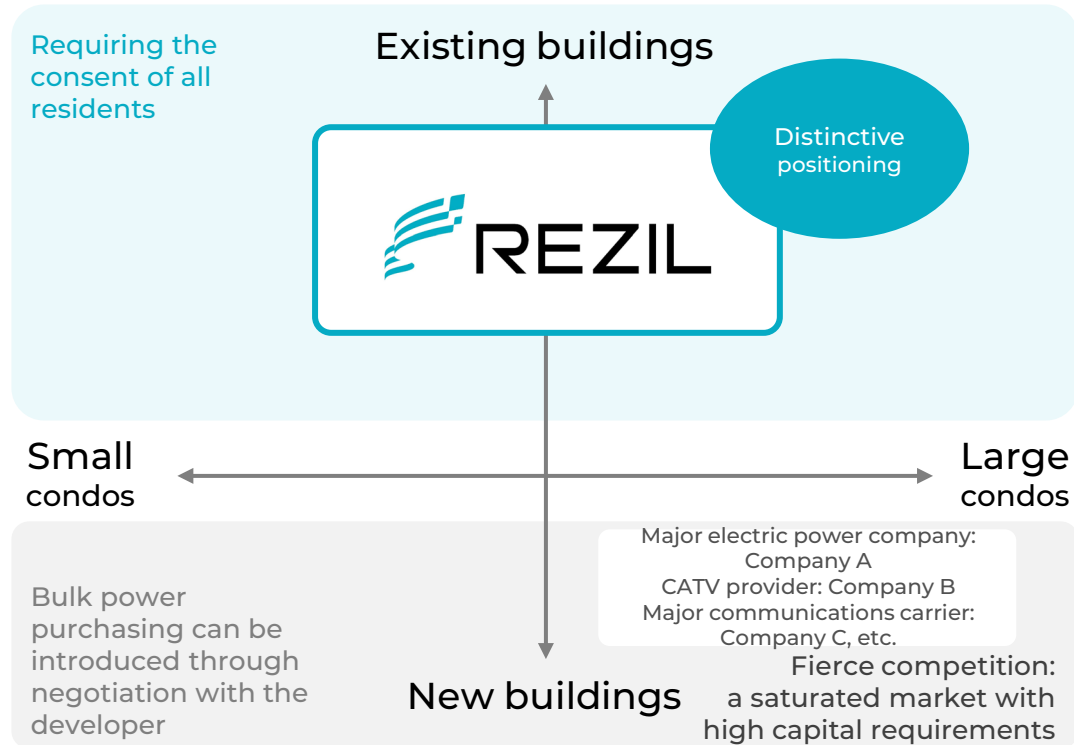 Requiring the
consent of all
residents
Existing buildings
Distinctive
positioning
REZIL
Small
condos
Large
condos
Major electric power company:
Company A
CATV provider: Company B
Major communications carrier:
Company C, etc.
Bulk power
purchasing can be
introduced through
negotiation with the
developer
New buildings
Fierce competition:
a saturated market with
high capital requirements